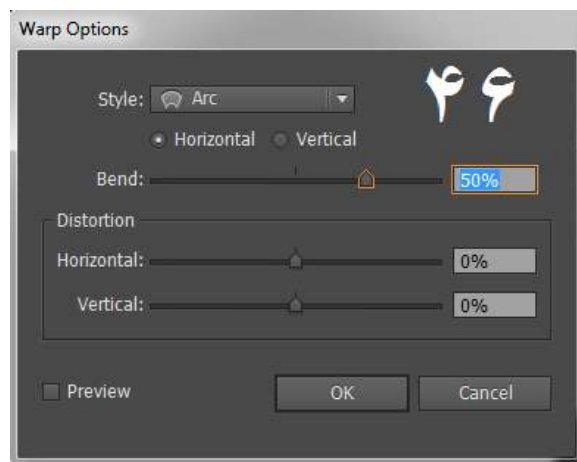 Warp Options
Style: Arc
۴۶
Horizontal Vertical
Bend: 50%
Distortion
Horizontal: 0%
Vertical: 0%
Preview OK Cancel